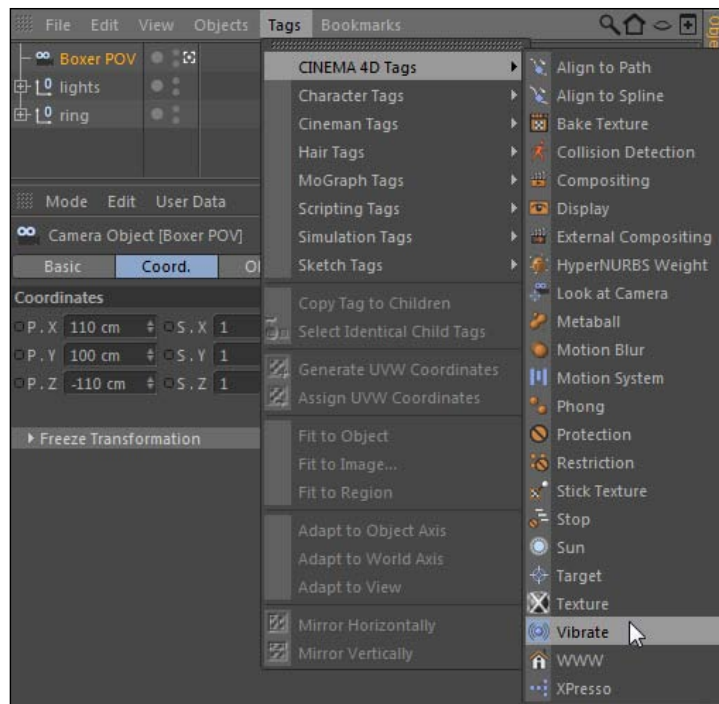 File Edit View Objects Tags Bookmarks
Boxer POV
lights
ring
Mode Edit User Data
Camera Object [Boxer POV]
Basic Coord.
Coordinates
P . X 110 cm S . X 1
P . Y 100 cm S . Y 1
P . Z -110 cm S . Z 1
Freeze Transformation
CINEMA 4D Tags
Character Tags
Cineman Tags
Hair Tags
MoGraph Tags
Scripting Tags
Simulation Tags
Sketch Tags
Copy Tag to Children
Select Identical Child Tags
Generate UVW Coordinates
Assign UVW Coordinates
Fit to Object
Fit to Image...
Fit to Region
Adapt to Object Axis
Adapt to World Axis
Adapt to View
Mirror Horizontally
Mirror Vertically
Align to Path
Align to Spline
Bake Texture
Collision Detection
Compositing
Display
External Compositing
HyperNURBS Weight
Look at Camera
Metaball
Motion Blur
Motion System
Phong
Protection
Restriction
Stick Texture
Stop
Sun
Target
Texture
Vibrate
WWW
XPresso